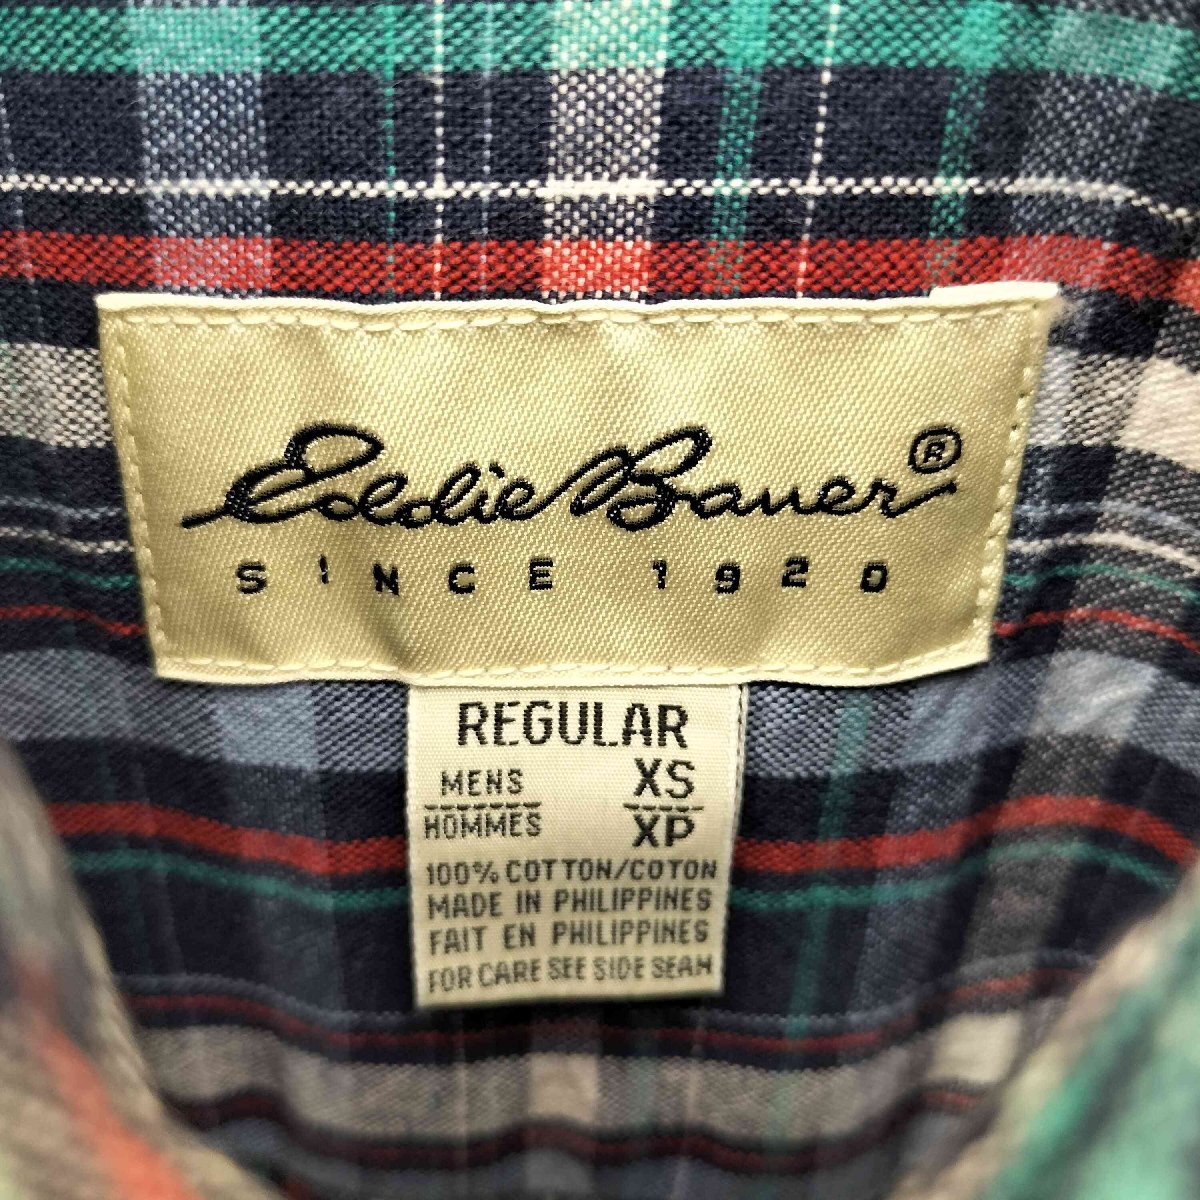 Eddie Bauer®
SINCE 1920
REGULAR
MENS XS
HOMMES XP
100% COTTON/COTON
MADE IN PHILIPPINES
FAIT EN PHILIPPINES
FOR CARE SEE SIDE SEAM